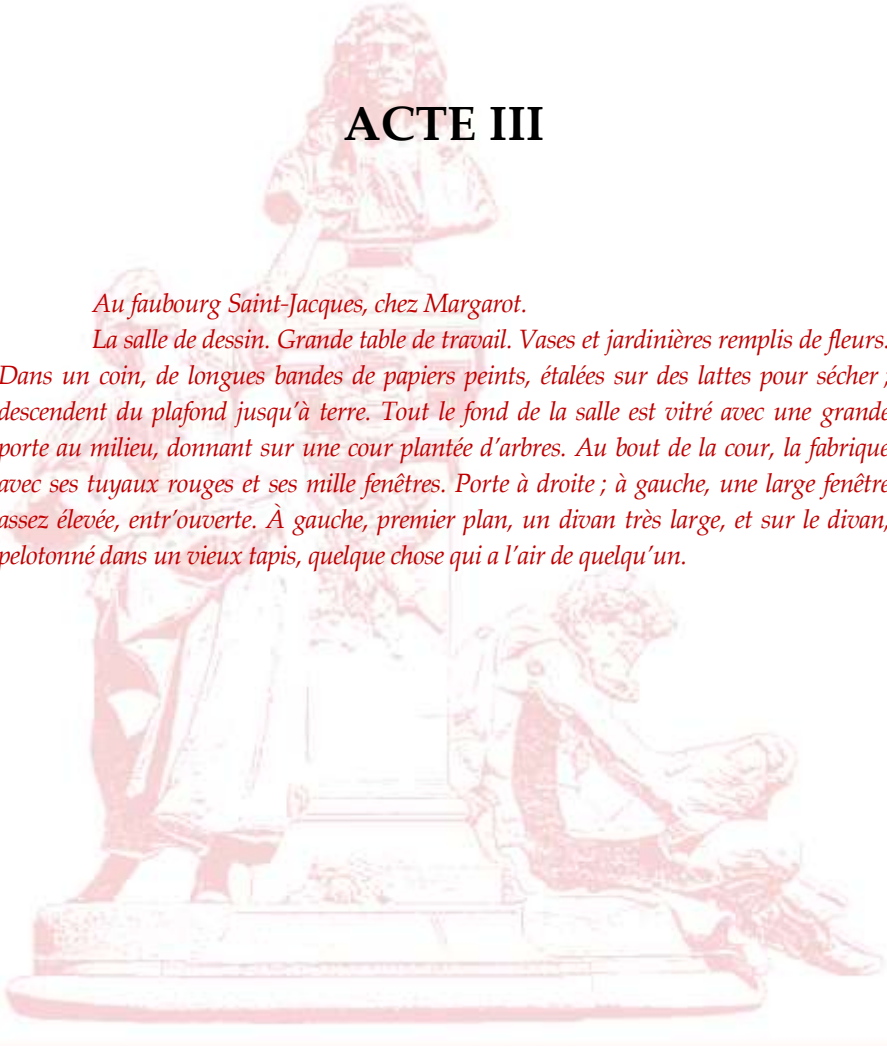 ACTE III
Au faubourg Saint-Jacques, chez Margarot.
La salle de dessin. Grande table de travail. Vases et jardinières remplis de fleurs.
Dans un coin, de longues bandes de papiers peints, étalées sur des lattes pour sécher ;
descendent du plafond jusqu’à terre. Tout le fond de la salle est vitré avec une grande
porte au milieu, donnant sur une cour plantée d’arbres. Au bout de la cour, la fabrique
avec ses tuyaux rouges et ses mille fenêtres. Porte à droite ; à gauche, une large fenêtre
assez élevée, entr’ouverte. À gauche, premier plan, un divan très large, et sur le divan,
pelotonné dans un vieux tapis, quelque chose qui a l’air de quelqu’un.